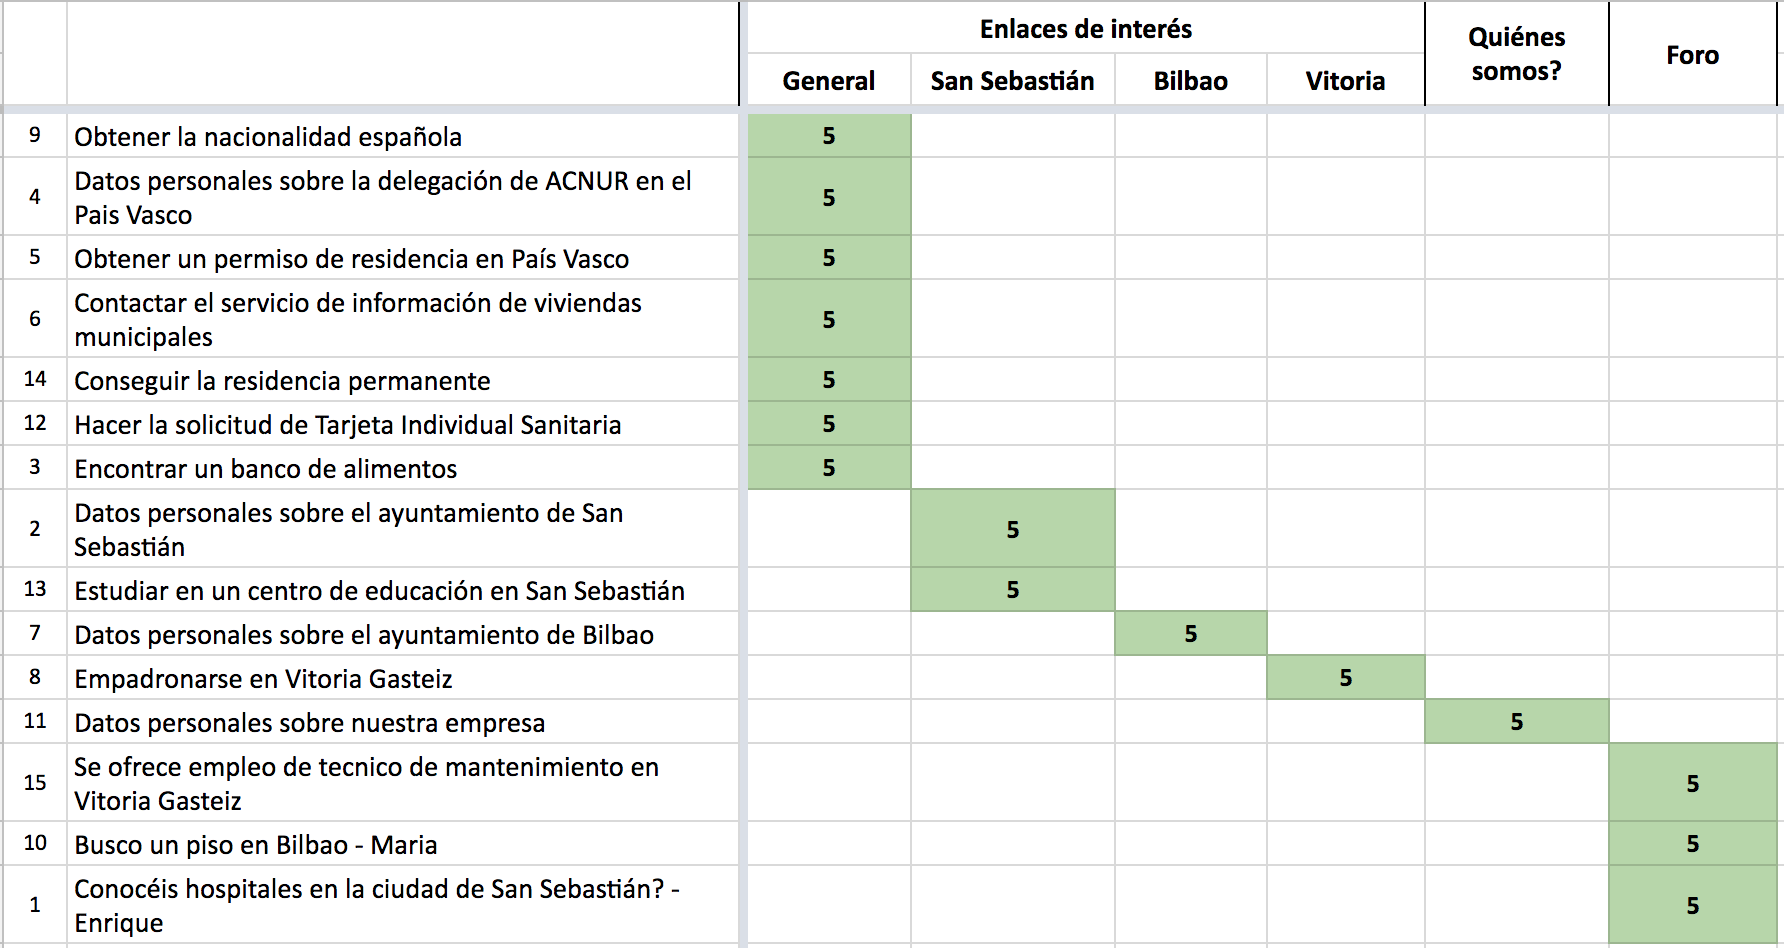 Enlaces de interés
Quiénes
somos?
Foro
General San Sebastián Bilbao Vitoria
9 Obtener la nacionalidad española 5
4 Datos personales sobre la delegación de ACNUR en el
Pais Vasco 5
5 Obtener un permiso de residencia en País Vasco 5
6 Contactar el servicio de información de viviendas
municipales 5
14 Conseguir la residencia permanente 5
12 Hacer la solicitud de Tarjeta Individual Sanitaria 5
3 Encontrar un banco de alimentos 5
2 Datos personales sobre el ayuntamiento de San
Sebastián 5
13 Estudiar en un centro de educación en San Sebastián 5
7 Datos personales sobre el ayuntamiento de Bilbao 5
8 Empadronarse en Vitoria Gasteiz 5
11 Datos personales sobre nuestra empresa 5
15 Se ofrece empleo de tecnico de mantenimiento en
Vitoria Gasteiz 5
10 Busco un piso en Bilbao - Maria 5
1 Conocéis hospitales en la ciudad de San Sebastián? -
Enrique 5